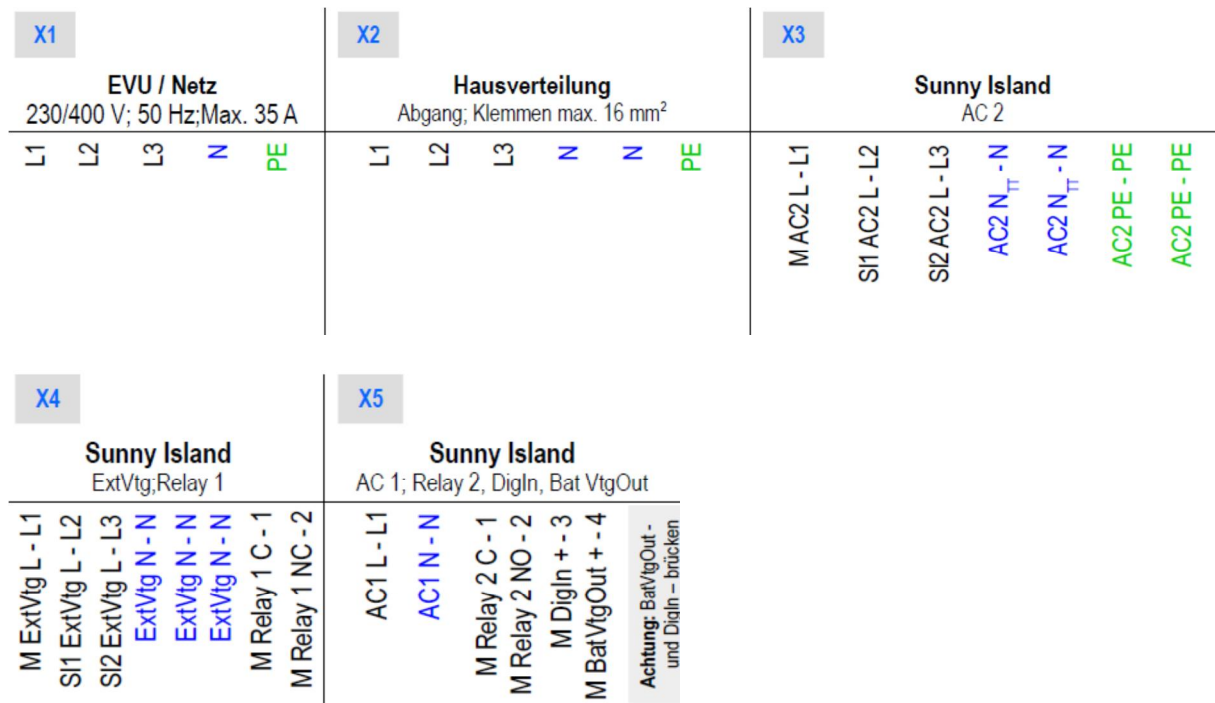 X1
EVU / Netz
230/400 V; 50 Hz;Max. 35 A
L1
L2
L3
N
PE
X2
Hausverteilung
Abgang; Klemmen max. 16 mm²
L1
L2
L3
N
N
PE
X3
Sunny Island
AC 2
M AC2 L - L1
SI1 AC2 L - L2
SI2 AC2 L - L3
AC2 N_TT - N
AC2 N_TT - N
AC2 PE - PE
AC2 PE - PE
X4
Sunny Island
ExtVtg;Relay 1
M ExtVtg L - L1
SI1 ExtVtg L - L2
SI2 ExtVtg L - L3
ExtVtg N - N
ExtVtg N - N
ExtVtg N - N
M Relay 1 C - 1
M Relay 1 NC - 2
X5
Sunny Island
AC 1; Relay 2, DigIn, Bat VtgOut
AC1 L - L1
AC1 N - N
M Relay 2 C - 1
M Relay 2 NO - 2
M DigIn + - 3
M BatVtgOut + - 4
Achtung: BatVtgOut -
und DigIn – brücken